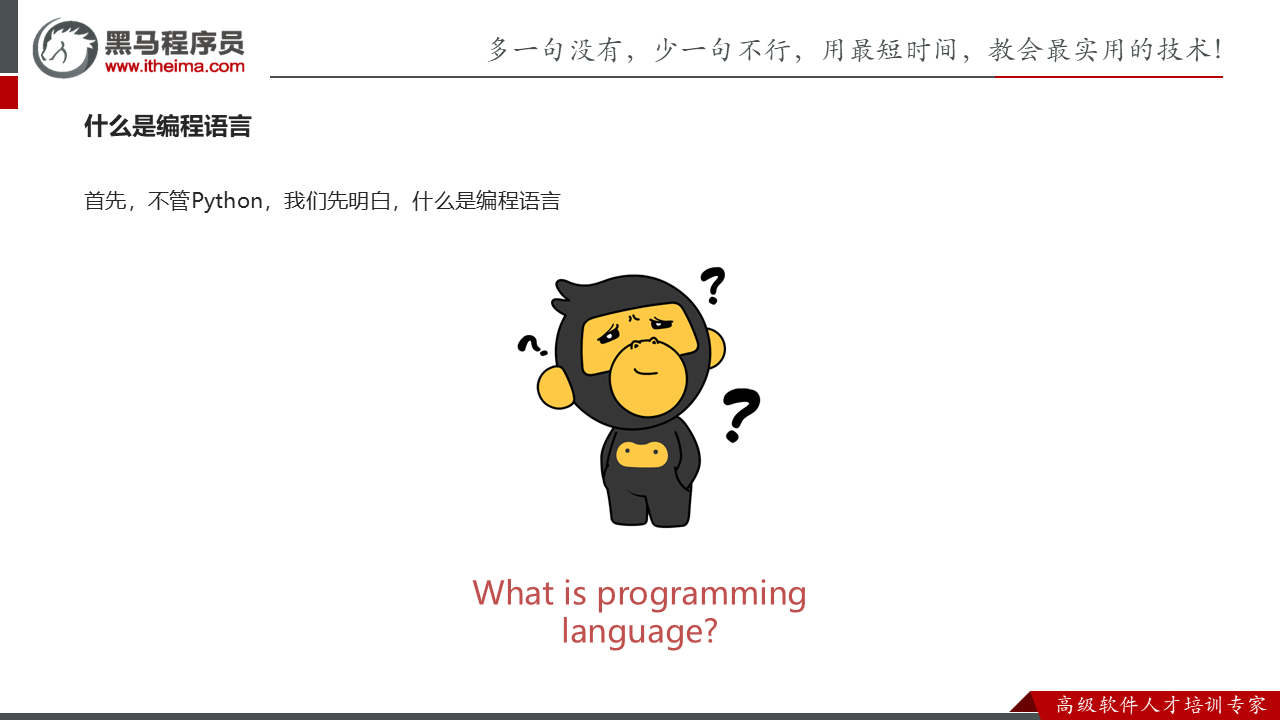 黑马程序员
www.itheima.com
多一句没有，少一句不行，用最短时间，教会最实用的技术！
什么是编程语言
首先，不管Python，我们先明白，什么是编程语言
?
?
?
What is programming
language?
高级软件人才培训专家